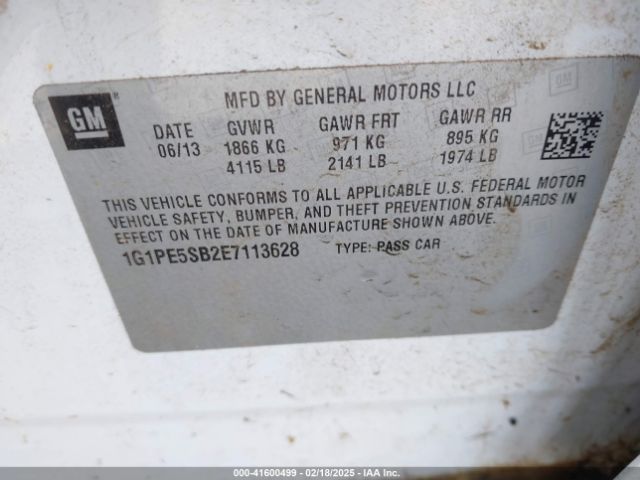 GM ®
MFD BY GENERAL MOTORS LLC
DATE GVWR GAWR FRT GAWR RR
06/13 1866 KG 971 KG 895 KG
4115 LB 2141 LB 1974 LB
THIS VEHICLE CONFORMS TO ALL APPLICABLE U.S. FEDERAL MOTOR
VEHICLE SAFETY, BUMPER, AND THEFT PREVENTION STANDARDS IN
EFFECT ON THE DATE OF MANUFACTURE SHOWN ABOVE.
1G1PE5SB2E7113628 TYPE: PASS CAR
000-41600499 - 02/18/2025 - IAA Inc.